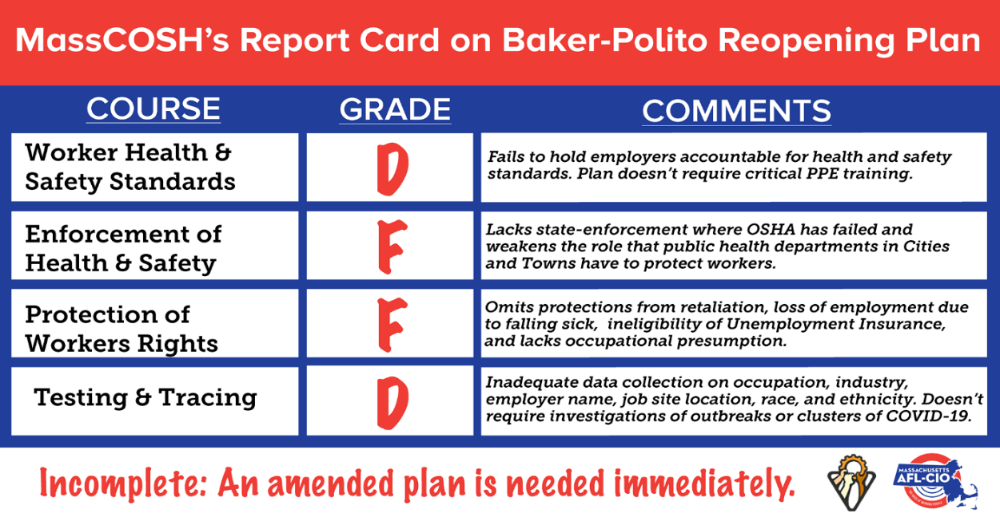 MassCOSH's Report Card on Baker-Polito Reopening Plan
COURSE
GRADE
COMMENTS
Worker Health &
Safety Standards
D
Fails to hold employers accountable for health and safety
standards. Plan doesn't require critical PPE training.
Enforcement of
Health & Safety
F
Lacks state-enforcement where OSHA has failed and
weakens the role that public health departments in Cities
and Towns have to protect workers.
Protection of
Workers Rights
F
Omits protections from retaliation, loss of employment due
to falling sick,  ineligibility of Unemployment Insurance,
and lacks occupational presumption.
Testing & Tracing
D
Inadequate data collection on occupation, industry,
employer name, job site location, race, and ethnicity. Doesn't
require investigations of outbreaks or clusters of COVID-19.
Incomplete: An amended plan is needed immediately.
MASSACHUSETTS
AFL-CIO